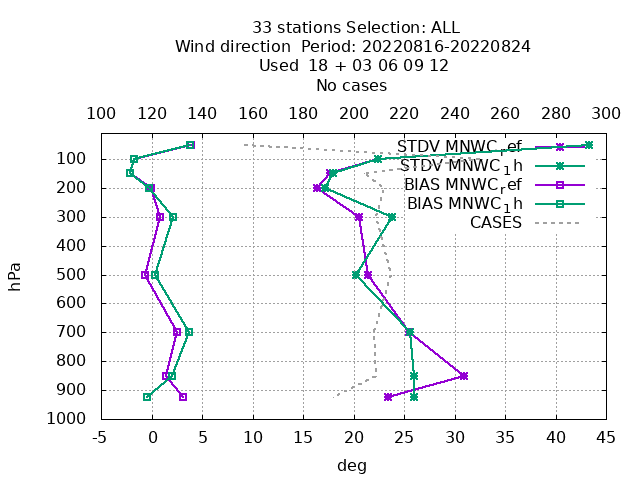 33 stations Selection: ALL
Wind direction  Period: 20220816-20220824
Used  18 + 03 06 09 12
No cases
100 120 140 160 180 200 220 240 260 280 300
STDV MNWC_ref
STDV MNWC_1h
BIAS MNWC_ref
BIAS MNWC_1h
CASES
hPa
100
200
300
400
500
600
700
800
900
1000
-5 0 5 10 15 20 25 30 35 40 45
deg